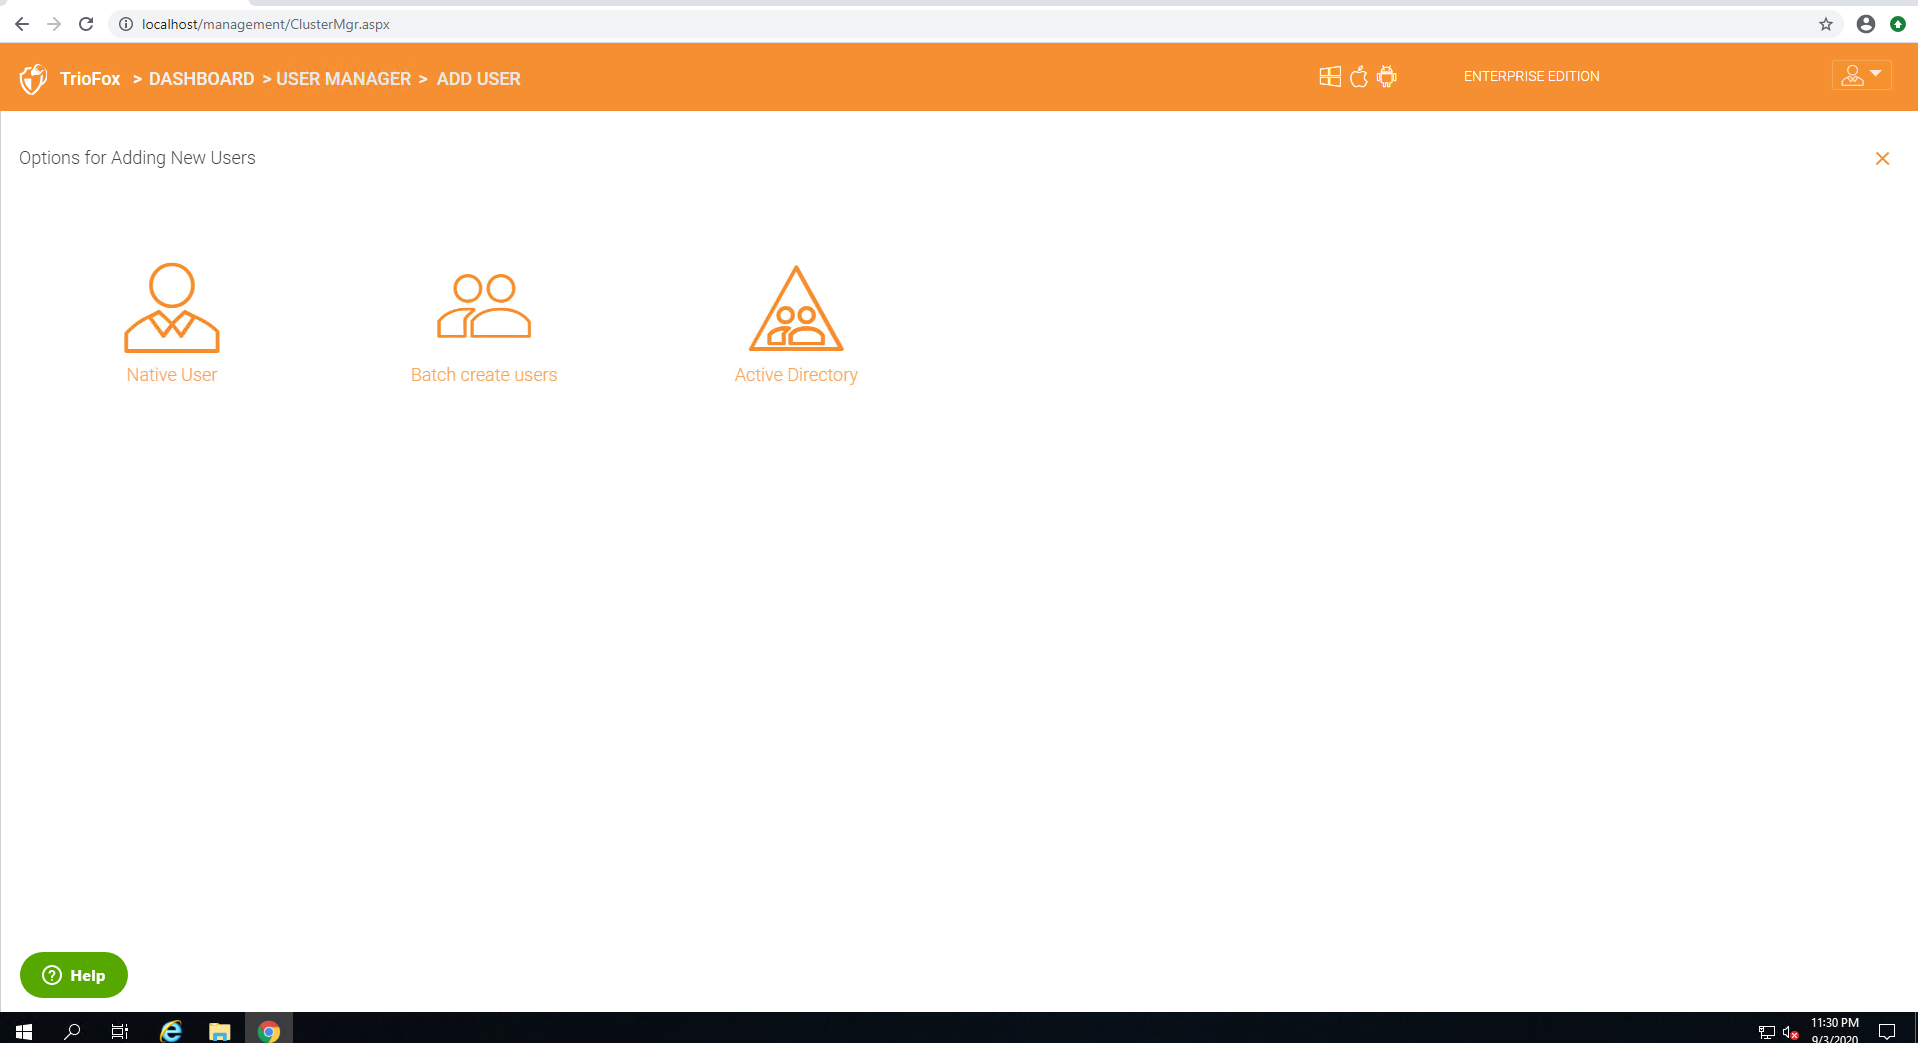 localhost/management/ClusterMgr.aspx
TrioFox > DASHBOARD > USER MANAGER > ADD USER
ENTERPRISE EDITION
Options for Adding New Users
Native User
Batch create users
Active Directory
Help
11:30 PM
9/3/2020